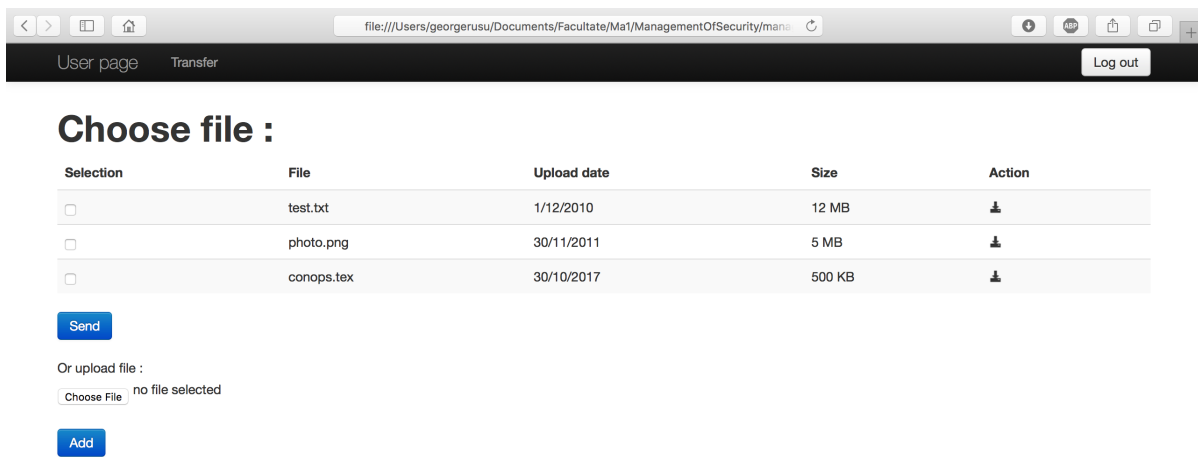 file:///Users/georgerusu/Documents/Facultate/Ma1/ManagementOfSecurity/mana
ABP
User page Transfer Log out
Choose file :
Selection File Upload date Size Action
test.txt 1/12/2010 12 MB
photo.png 30/11/2011 5 MB
conops.tex 30/10/2017 500 KB
Send
Or upload file :
Choose File no file selected
Add